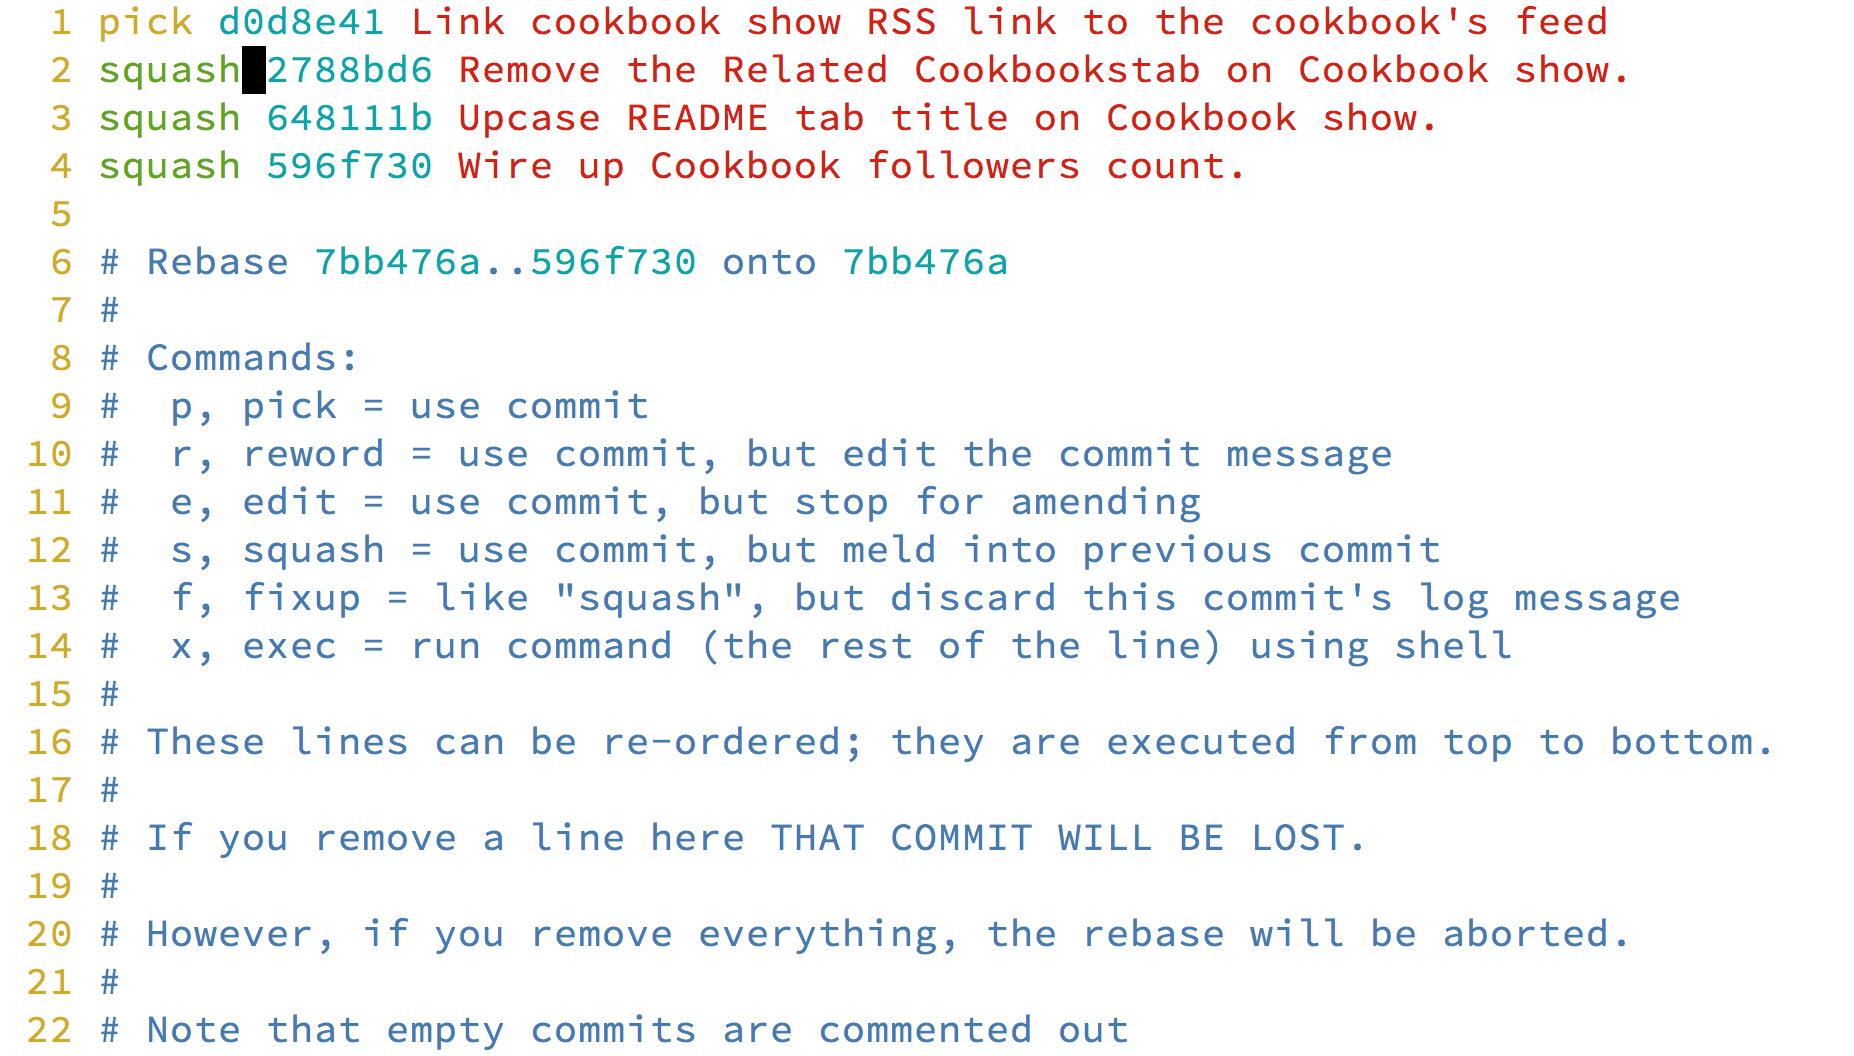 1 pick d0d8e41 Link cookbook show RSS link to the cookbook's feed
2 squash 2788bd6 Remove the Related Cookbookstab on Cookbook show.
3 squash 648111b Upcase README tab title on Cookbook show.
4 squash 596f730 Wire up Cookbook followers count.
5
6 # Rebase 7bb476a..596f730 onto 7bb476a
7 #
8 # Commands:
9 #  p, pick = use commit
10 #  r, reword = use commit, but edit the commit message
11 #  e, edit = use commit, but stop for amending
12 #  s, squash = use commit, but meld into previous commit
13 #  f, fixup = like "squash", but discard this commit's log message
14 #  x, exec = run command (the rest of the line) using shell
15 #
16 # These lines can be re-ordered; they are executed from top to bottom.
17 #
18 # If you remove a line here THAT COMMIT WILL BE LOST.
19 #
20 # However, if you remove everything, the rebase will be aborted.
21 #
22 # Note that empty commits are commented out